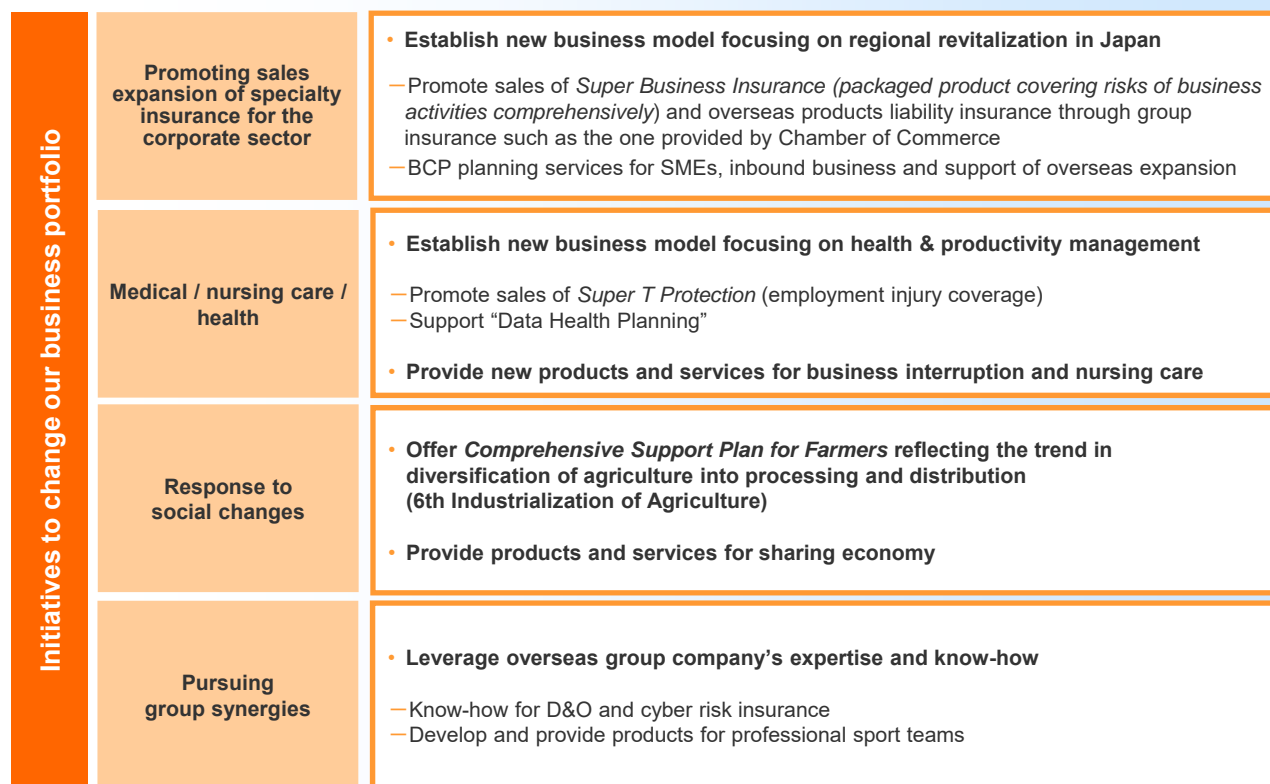 Initiatives to change our business portfolio
Promoting sales
expansion of specialty
insurance for the
corporate sector
• Establish new business model focusing on regional revitalization in Japan
－Promote sales of Super Business Insurance (packaged product covering risks of business
activities comprehensively) and overseas products liability insurance through group
insurance such as the one provided by Chamber of Commerce
－BCP planning services for SMEs, inbound business and support of overseas expansion
Medical / nursing care /
health
• Establish new business model focusing on health & productivity management
－Promote sales of Super T Protection (employment injury coverage)
－Support “Data Health Planning”
• Provide new products and services for business interruption and nursing care
Response to
social changes
• Offer Comprehensive Support Plan for Farmers reflecting the trend in
diversification of agriculture into processing and distribution
(6th Industrialization of Agriculture)
• Provide products and services for sharing economy
Pursuing
group synergies
• Leverage overseas group company’s expertise and know-how
－Know-how for D&O and cyber risk insurance
－Develop and provide products for professional sport teams